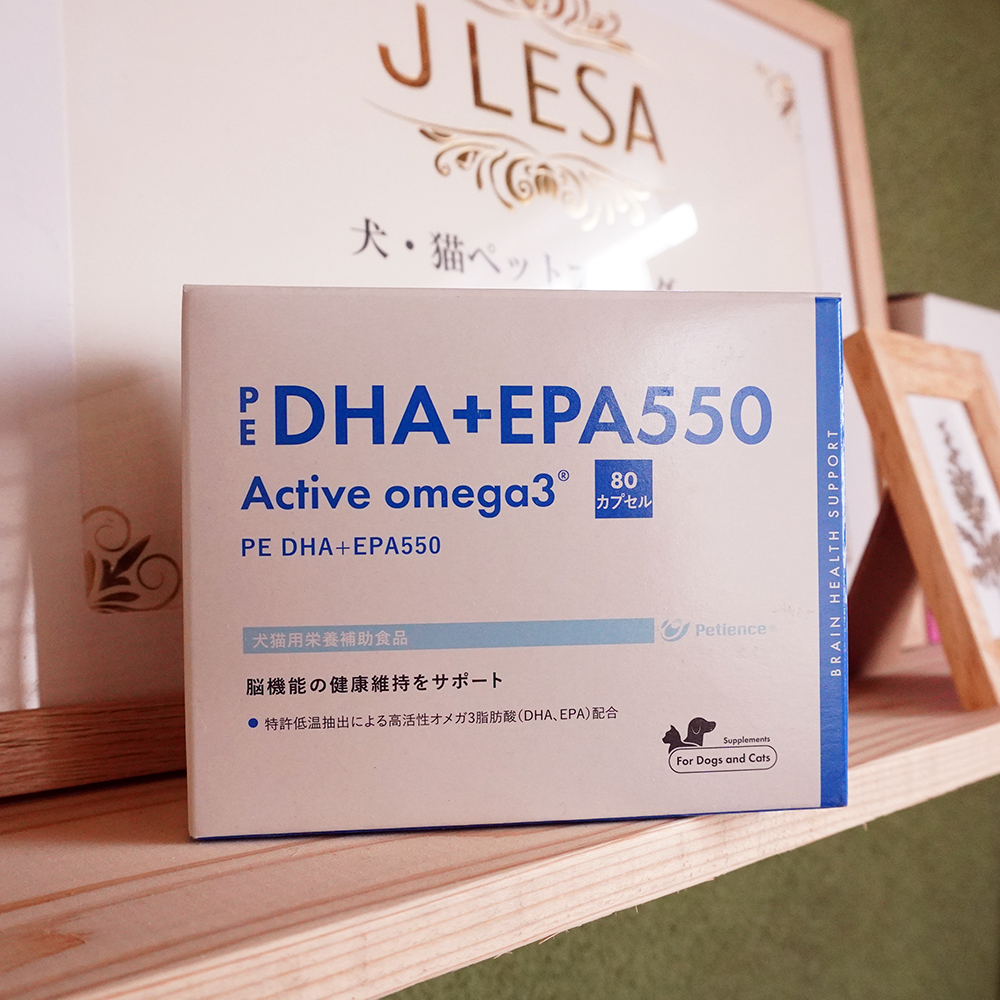 JLESA
犬・猫ペット
PE DHA+EPA550
Active omega3®
80
カプセル
PE DHA+EPA550
犬猫用栄養補助食品
Petience®
脳機能の健康維持をサポート
● 特許低温抽出による高活性オメガ3脂肪酸(DHA、EPA)配合
Supplements
For Dogs and Cats
BRAIN HEALTH SUPPORT